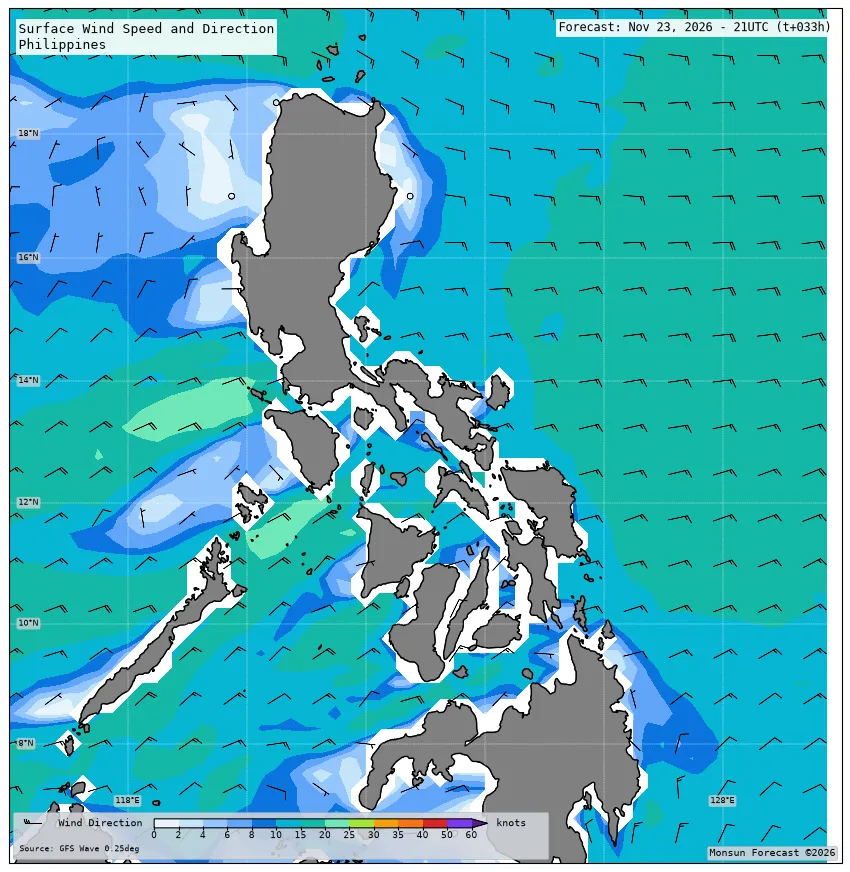 Surface Wind Speed and Direction
Philippines
Forecast: Nov 23, 2026 - 21UTC (t+033h)
18°N
16°N
14°N
12°N
10°N
8°N
118°E
128°E
Wind Direction
0 2 4 6 8 10 15 20 25 30 35 40 50 60
knots
Source: GFS Wave 0.25deg
Monsun Forecast ©2026